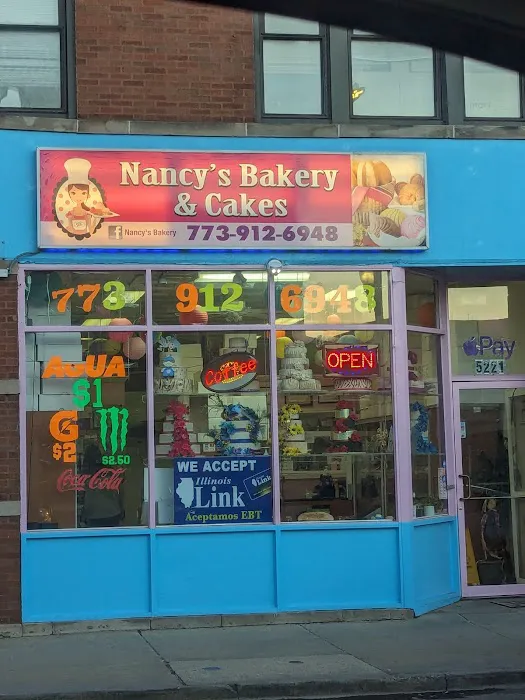 Nancy's Bakery
& Cakes
f Nancy's Bakery 773-912-6948
773 912 6948
AGUA
$1
G
$2
$2.50
Coca-Cola
Coffee
OPEN
WE ACCEPT
Illinois
Link
Aceptamos EBT
Pay
5221